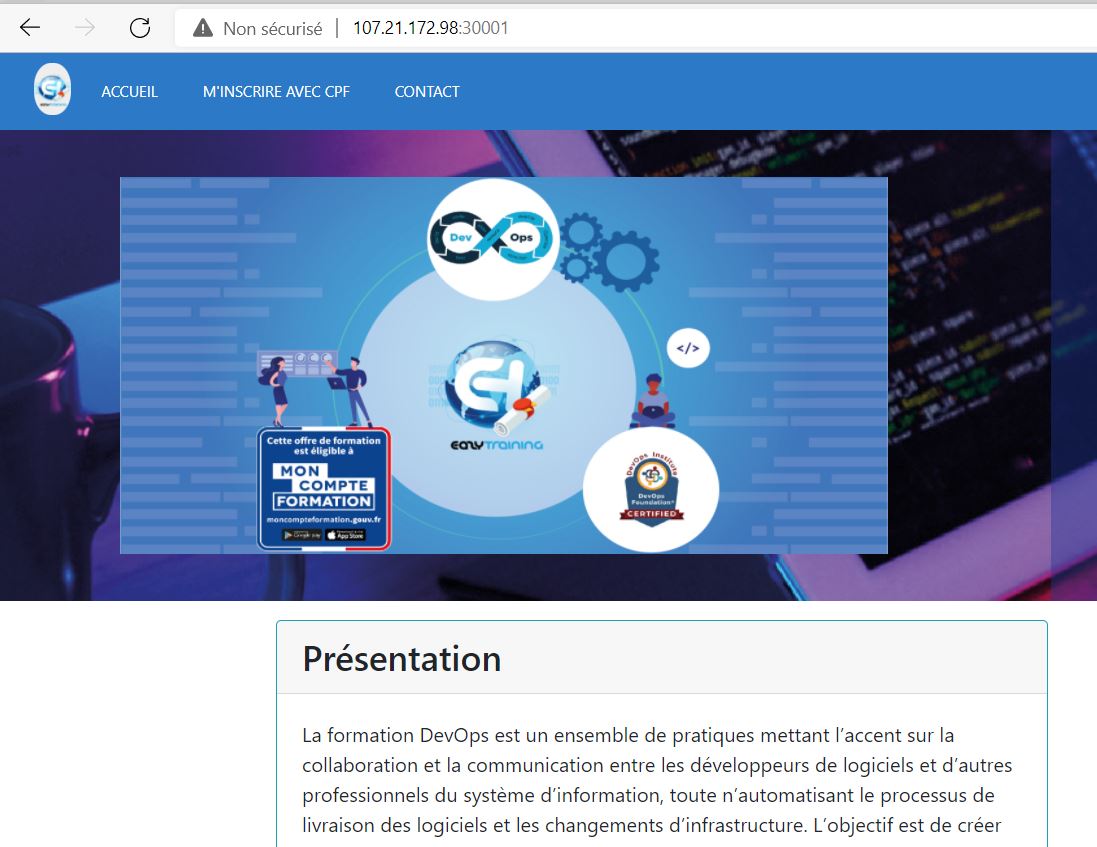 Non sécurisé | 107.21.172.98:30001
ACCUEIL M'INSCRIRE AVEC CPF CONTACT
Dev Ops
</>
EAZYTRAINING
Cette offre de formation
est éligible à
MON
COMPTE
FORMATION
moncompteformation.gouv.fr
Google play App Store
DevOps Institute
DevOps
Foundation®
CERTIFIED
Présentation
La formation DevOps est un ensemble de pratiques mettant l’accent sur la
collaboration et la communication entre les développeurs de logiciels et d’autres
professionnels du système d’information, toute n’automatisant le processus de
livraison des logiciels et les changements d’infrastructure. L’objectif est de créer